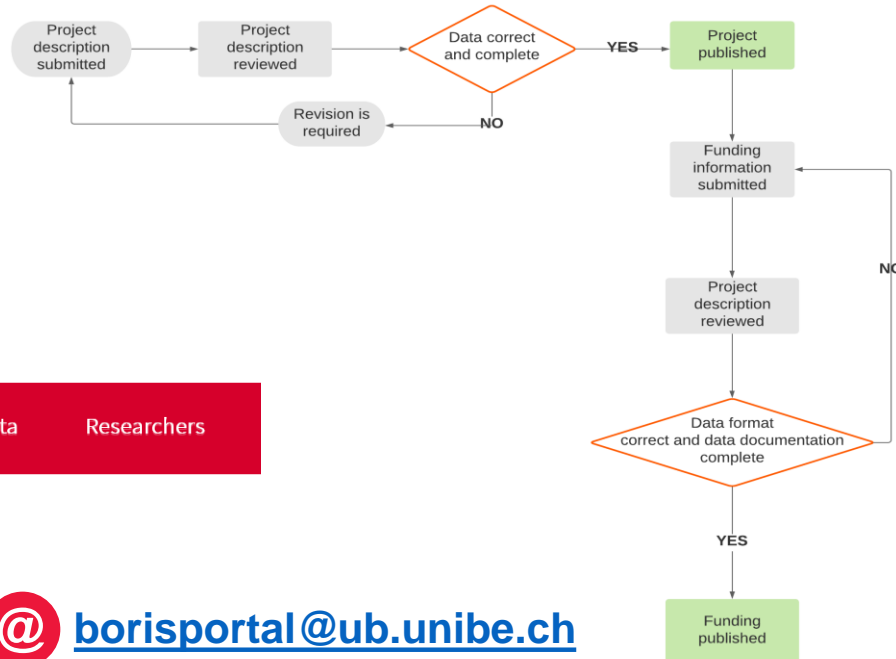 Project
description
submitted
Project
description
reviewed
Data correct
and complete
YES
Project
published
Revision is
required
NO
Funding
information
submitted
Project
description
reviewed
NO
Data format
correct and data documentation
complete
Researchers
YES
@ borisportal@ub.unibe.ch
Funding
published